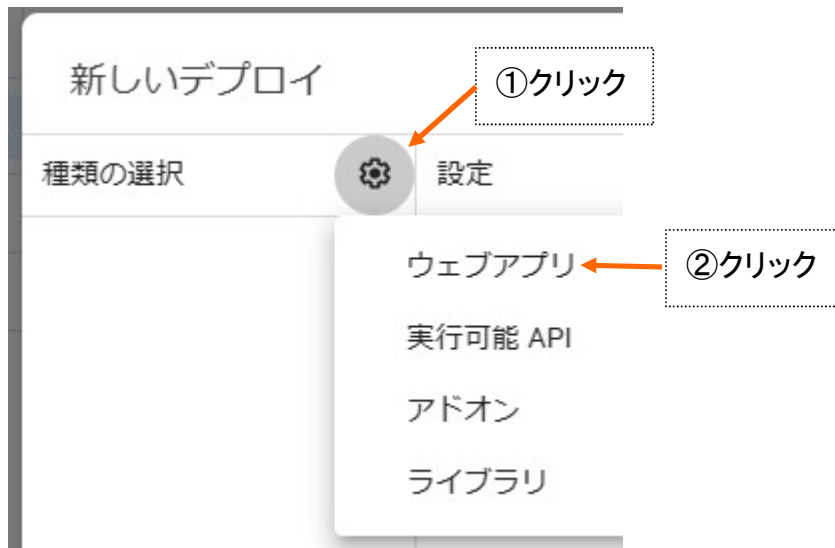 新しいデプロイ
①クリック
種類の選択
設定
ウェブアプリ
②クリック
実行可能 API
アドオン
ライブラリ